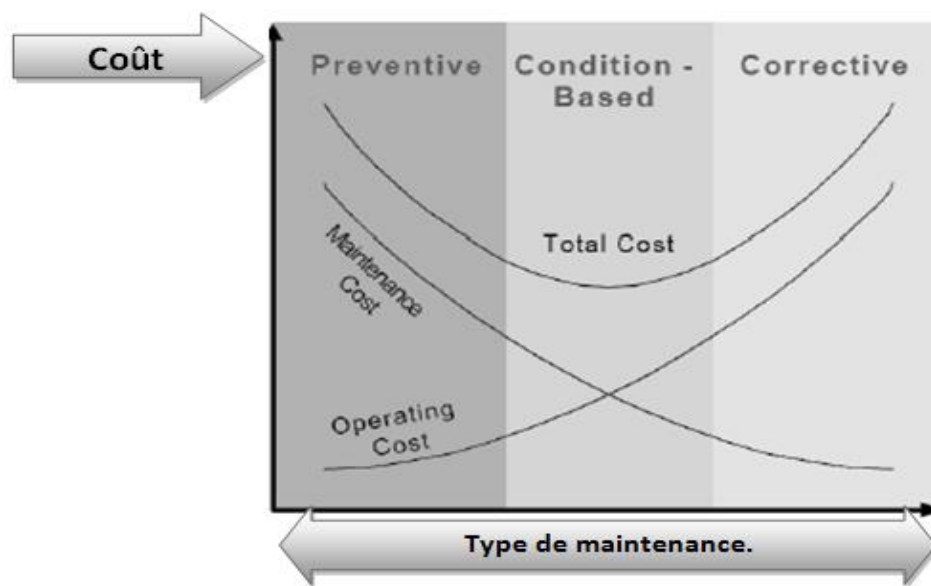 Coût
Preventive
Condition -
Based
Corrective
Total Cost
Maintenance
Cost
Operating
Cost
Type de maintenance.